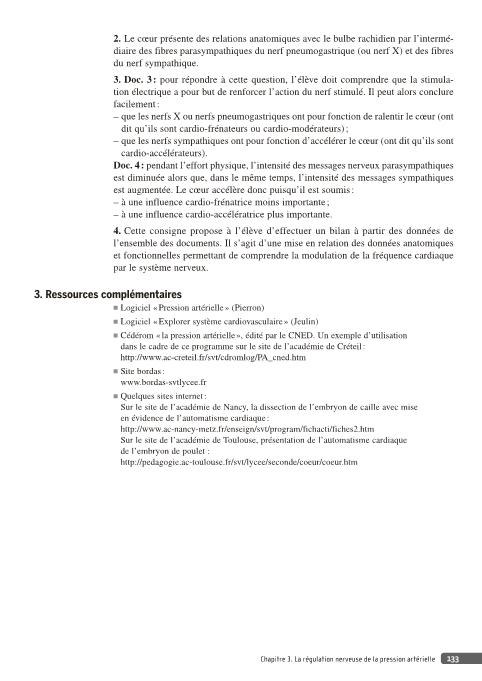 2. Le cœur présente des relations anatomiques avec le bulbe rachidien par l'intermé-
diaire des fibres parasympathiques du nerf pneumogastrique (ou nerf X) et des fibres
du nerf sympathique.
3. Doc. 3 : pour répondre à cette question, l'élève doit comprendre que la stimula-
tion électrique a pour but de renforcer l'action du nerf stimulé. Il peut alors conclure
facilement :
– que les nerfs X ou nerfs pneumogastriques ont pour fonction de ralentir le cœur (ont
dit qu'ils sont cardio-frénateurs ou cardio-modérateurs) ;
– que les nerfs sympathiques ont pour fonction d'accélérer le cœur (ont dit qu'ils sont
cardio-accélérateurs).
Doc. 4 : pendant l'effort physique, l'intensité des messages nerveux parasympathiques
est diminuée alors que, dans le même temps, l'intensité des messages sympathiques
est augmentée. Le cœur accélère donc puisqu'il est soumis :
– à une influence cardio-frénatrice moins importante ;
– à une influence cardio-accélératrice plus importante.
4. Cette consigne propose à l'élève d'effectuer un bilan à partir des données de
l'ensemble des documents. Il s'agit d'une mise en relation des données anatomiques
et fonctionnelles permettant de comprendre la modulation de la fréquence cardiaque
par le système nerveux.
3. Ressources complémentaires
■ Logiciel « Pression artérielle » (Pierron)
■ Logiciel « Explorer système cardiovasculaire » (Jeulin)
■ Cédérom « la pression artérielle », édité par le CNED. Un exemple d'utilisation
dans le cadre de ce programme sur le site de l'académie de Créteil :
http://www.ac-creteil.fr/svt/cdromlog/PA_cned.htm
■ Site bordas :
www.bordas-svtlycee.fr
■ Quelques sites internet :
Sur le site de l'académie de Nancy, la dissection de l'embryon de caille avec mise
en évidence de l'automatisme cardiaque :
http://www.ac-nancy-metz.fr/enseign/svt/program/fichacti/fiches2.htm
Sur le site de l'académie de Toulouse, présentation de l'automatisme cardiaque
de l'embryon de poulet :
http://pedagogie.ac-toulouse.fr/svt/lycee/seconde/coeur/coeur.htm
Chapitre 3. La régulation nerveuse de la pression artérielle 133